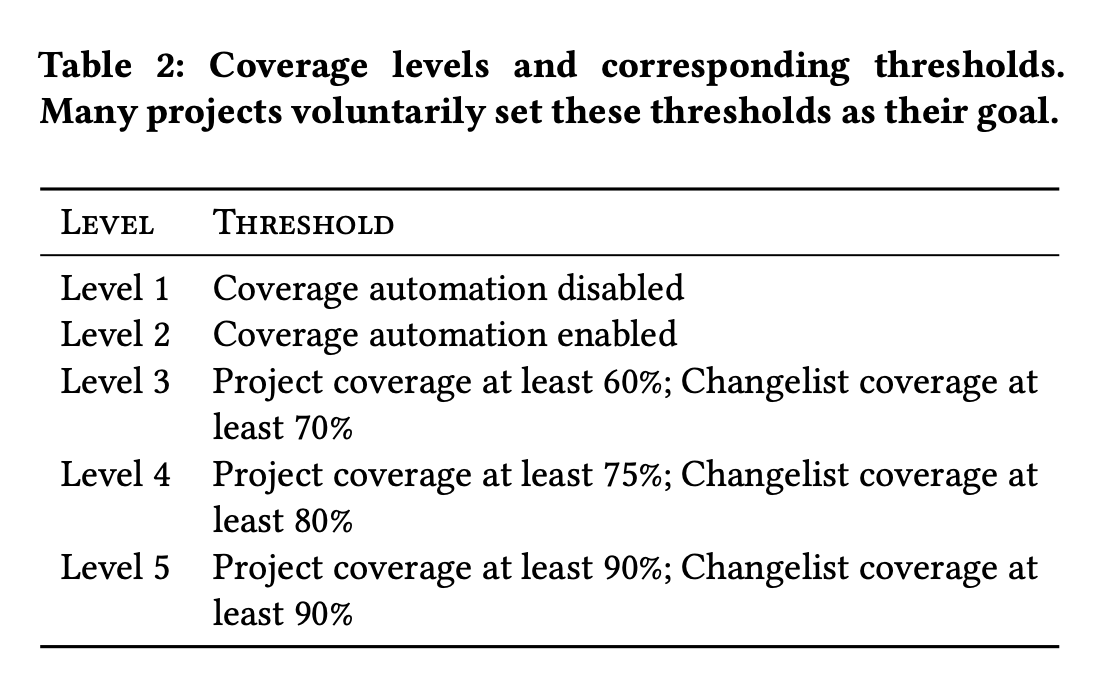 Table 2: Coverage levels and corresponding thresholds.
Many projects voluntarily set these thresholds as their goal.
Level Threshold
Level 1 Coverage automation disabled
Level 2 Coverage automation enabled
Level 3 Project coverage at least 60%; Changelist coverage at
least 70%
Level 4 Project coverage at least 75%; Changelist coverage at
least 80%
Level 5 Project coverage at least 90%; Changelist coverage at
least 90%